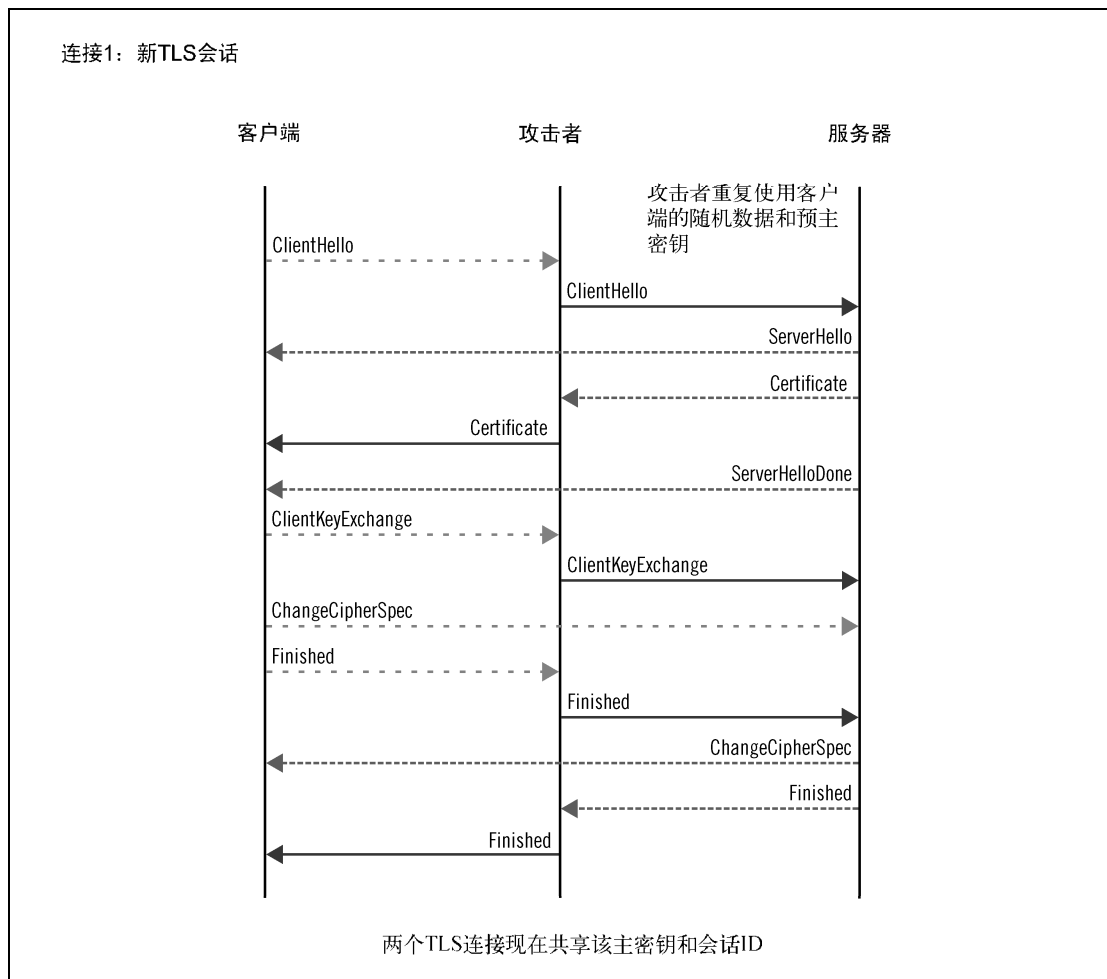 连接1：新TLS会话
客户端
攻击者
服务器
攻击者重复使用客户
端的随机数据和预主
密钥
ClientHello
ClientHello
ServerHello
Certificate
Certificate
ServerHelloDone
ClientKeyExchange
ClientKeyExchange
ChangeCipherSpec
Finished
Finished
ChangeCipherSpec
Finished
Finished
两个TLS连接现在共享该主密钥和会话ID